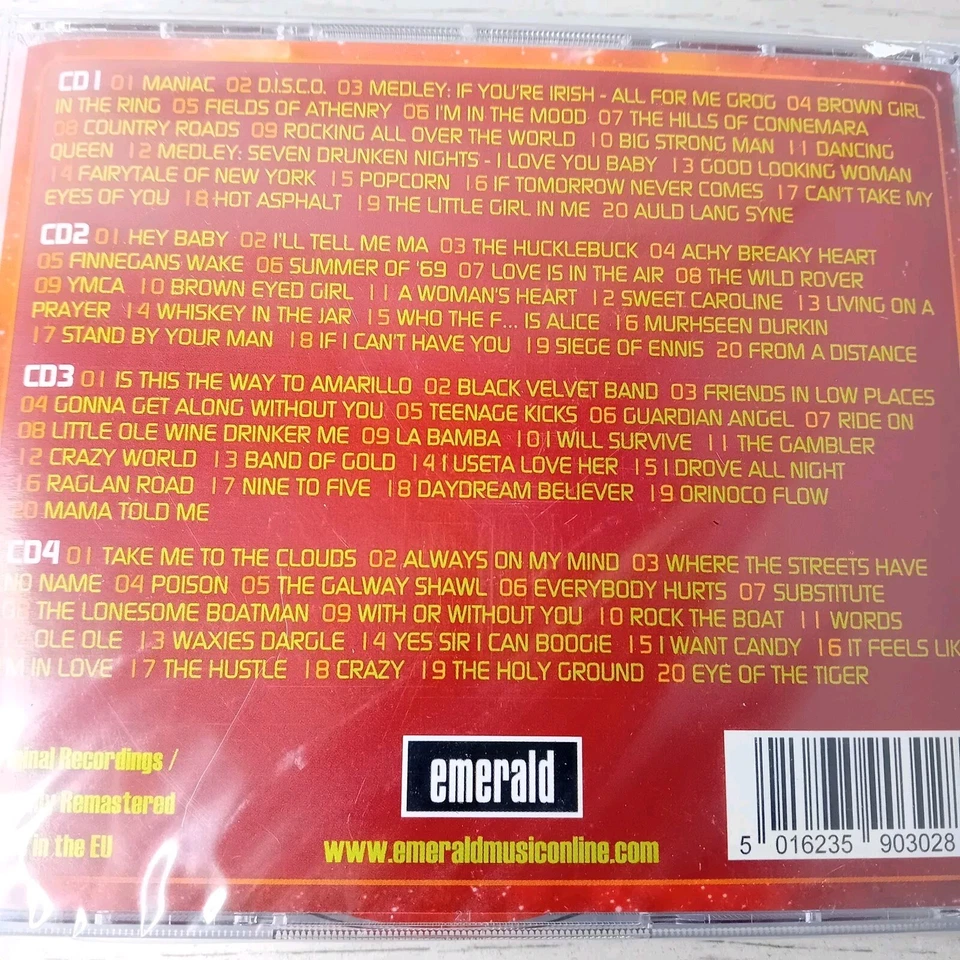 CD1 01 MANIAC 02 D.I.S.C.O. 03 MEDLEY: IF YOU'RE IRISH - ALL FOR ME GROG 04 BROWN GIRL
IN THE RING 05 FIELDS OF ATHENRY 06 I'M IN THE MOOD 07 THE HILLS OF CONNEMARA
08 COUNTRY ROADS 09 ROCKING ALL OVER THE WORLD 10 BIG STRONG MAN 11 DANCING
QUEEN 12 MEDLEY: SEVEN DRUNKEN NIGHTS - I LOVE YOU BABY 13 GOOD LOOKING WOMAN
14 FAIRYTALE OF NEW YORK 15 POPCORN 16 IF TOMORROW NEVER COMES 17 CAN'T TAKE MY
EYES OF YOU 18 HOT ASPHALT 19 THE LITTLE GIRL IN ME 20 AULD LANG SYNE
CD2 01 HEY BABY 02 I'LL TELL ME MA 03 THE HUCKLEBUCK 04 ACHY BREAKY HEART
05 FINNEGANS WAKE 06 SUMMER OF '69 07 LOVE IS IN THE AIR 08 THE WILD ROVER
09 YMCA 10 BROWN EYED GIRL 11 A WOMAN'S HEART 12 SWEET CAROLINE 13 LIVING ON A
PRAYER 14 WHISKEY IN THE JAR 15 WHO THE F... IS ALICE 16 MURHSEEN DURKIN
17 STAND BY YOUR MAN 18 IF I CAN'T HAVE YOU 19 SIEGE OF ENNIS 20 FROM A DISTANCE
CD3 01 IS THIS THE WAY TO AMARILLO 02 BLACK VELVET BAND 03 FRIENDS IN LOW PLACES
04 GONNA GET ALONG WITHOUT YOU 05 TEENAGE KICKS 06 GUARDIAN ANGEL 07 RIDE ON
08 LITTLE OLE WINE DRINKER ME 09 LA BAMBA 10 I WILL SURVIVE 11 THE GAMBLER
12 CRAZY WORLD 13 BAND OF GOLD 14 I USETA LOVE HER 15 I DROVE ALL NIGHT
16 RAGLAN ROAD 17 NINE TO FIVE 18 DAYDREAM BELIEVER 19 ORINOCO FLOW
20 MAMA TOLD ME
CD4 01 TAKE ME TO THE CLOUDS 02 ALWAYS ON MY MIND 03 WHERE THE STREETS HAVE
NO NAME 04 POISON 05 THE GALWAY SHAWL 06 EVERYBODY HURTS 07 SUBSTITUTE
08 THE LONESOME BOATMAN 09 WITH OR WITHOUT YOU 10 ROCK THE BOAT 11 WORDS
OLE OLE 13 WAXIES DARGLE 14 YES SIR I CAN BOOGIE 15 I WANT CANDY 16 IT FEELS LIK
IN LOVE 17 THE HUSTLE 18 CRAZY 19 THE HOLY GROUND 20 EYE OF THE TIGER
Recordings /
Remastered
in the EU
emerald
www.emeraldmusiconline.com
5 016235 903028